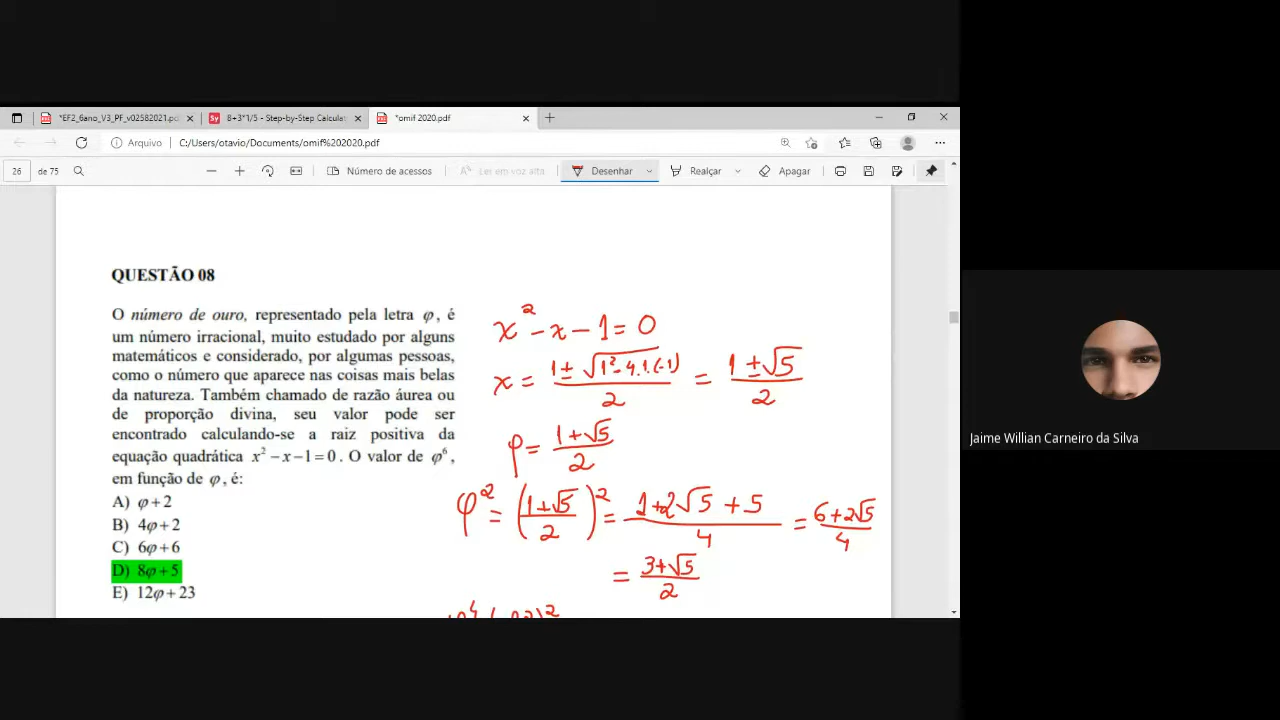 *EF2_6ano_V3_PF_v02582021.pd
8+3*1/5 - Step-by-Step Calculat
*omif 2020.pdf
Arquivo
C:/Users/otavio/Documents/omif%202020.pdf
26
de 75
Número de acessos
Ler em voz alta
Desenhar
Realçar
Apagar
QUESTÃO 08
O número de ouro, representado pela letra φ, é
um número irracional, muito estudado por alguns
matemáticos e considerado, por algumas pessoas,
como o número que aparece nas coisas mais belas
da natureza. Também chamado de razão áurea ou
de proporção divina, seu valor pode ser
encontrado calculando-se a raiz positiva da
equação quadrática x² − x − 1 = 0. O valor de φ⁶,
em função de φ, é:
A) φ + 2
B) 4φ + 2
C) 6φ + 6
D) 8φ + 5
E) 12φ + 23
x² − x − 1 = 0
x = (1 ± √(1² − 4.1.(−1)))/2 = (1 ± √5)/2
φ = (1 + √5)/2
φ² = ((1 + √5)/2)² = (1 + 2√5 + 5)/4 = (6 + 2√5)/4
= (3 + √5)/2
Jaime Willian Carneiro da Silva